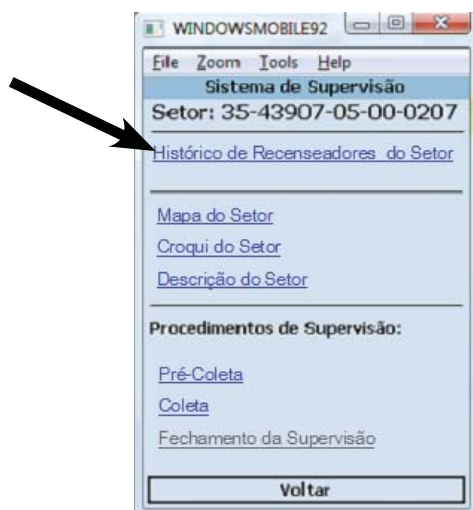 WINDOWSMOBILE92
File Zoom Tools Help
Sistema de Supervisão
Setor: 35-43907-05-00-0207
Histórico de Recenseadores do Setor
Mapa do Setor
Croqui do Setor
Descrição do Setor
Procedimentos de Supervisão:
Pré-Coleta
Coleta
Fechamento da Supervisão
Voltar